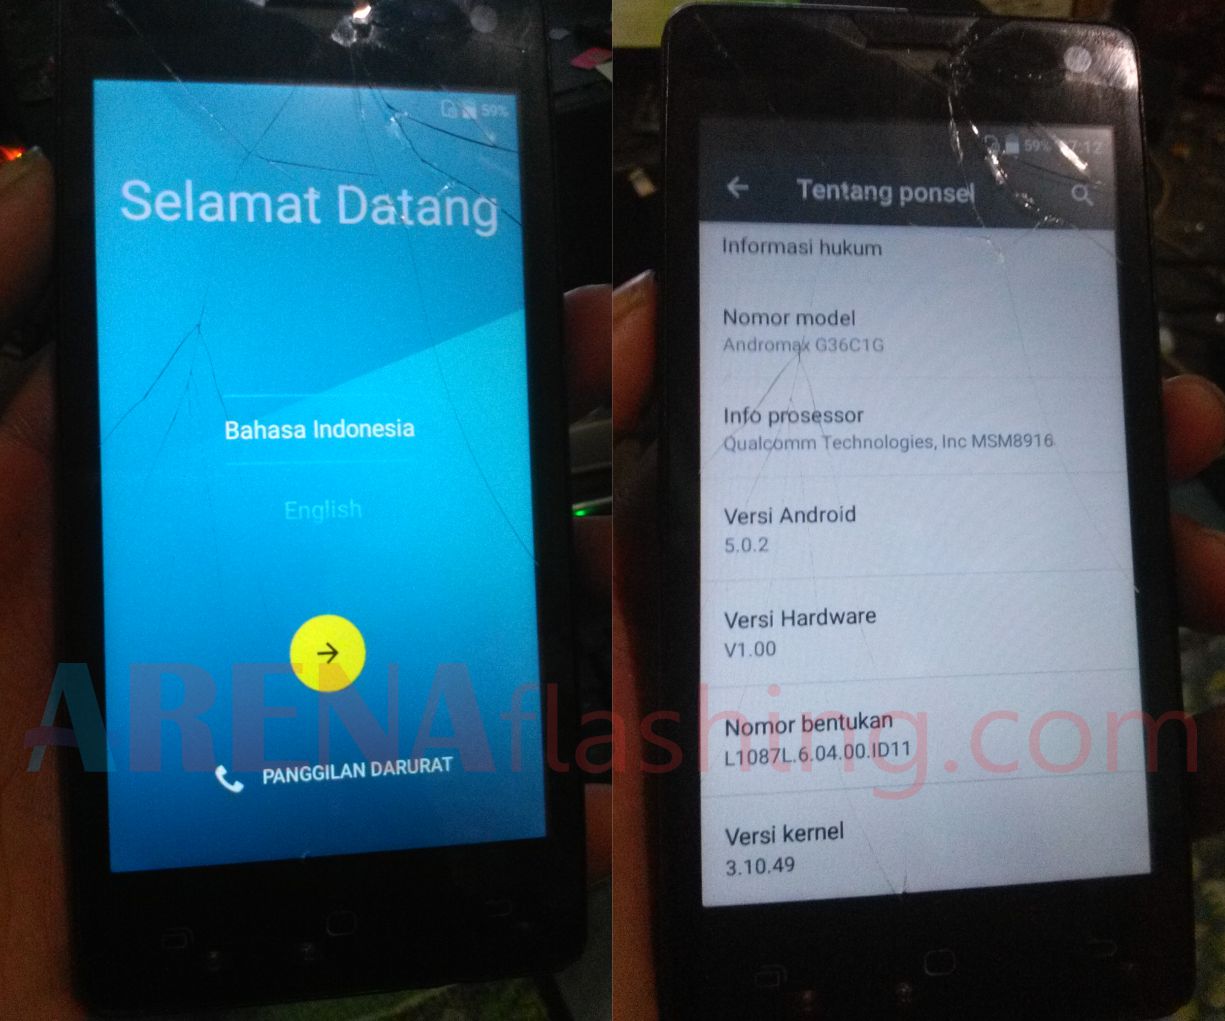 59%
Selamat Datang
Bahasa Indonesia
English
PANGGILAN DARURAT
59% 7:12
Tentang ponsel
Informasi hukum
Nomor model
Andromax G36C1G
Info prosessor
Qualcomm Technologies, Inc MSM8916
Versi Android
5.0.2
Versi Hardware
V1.00
Nomor bentukan
L1087L.6.04.00.ID11
Versi kernel
3.10.49
ARENAflashing.com